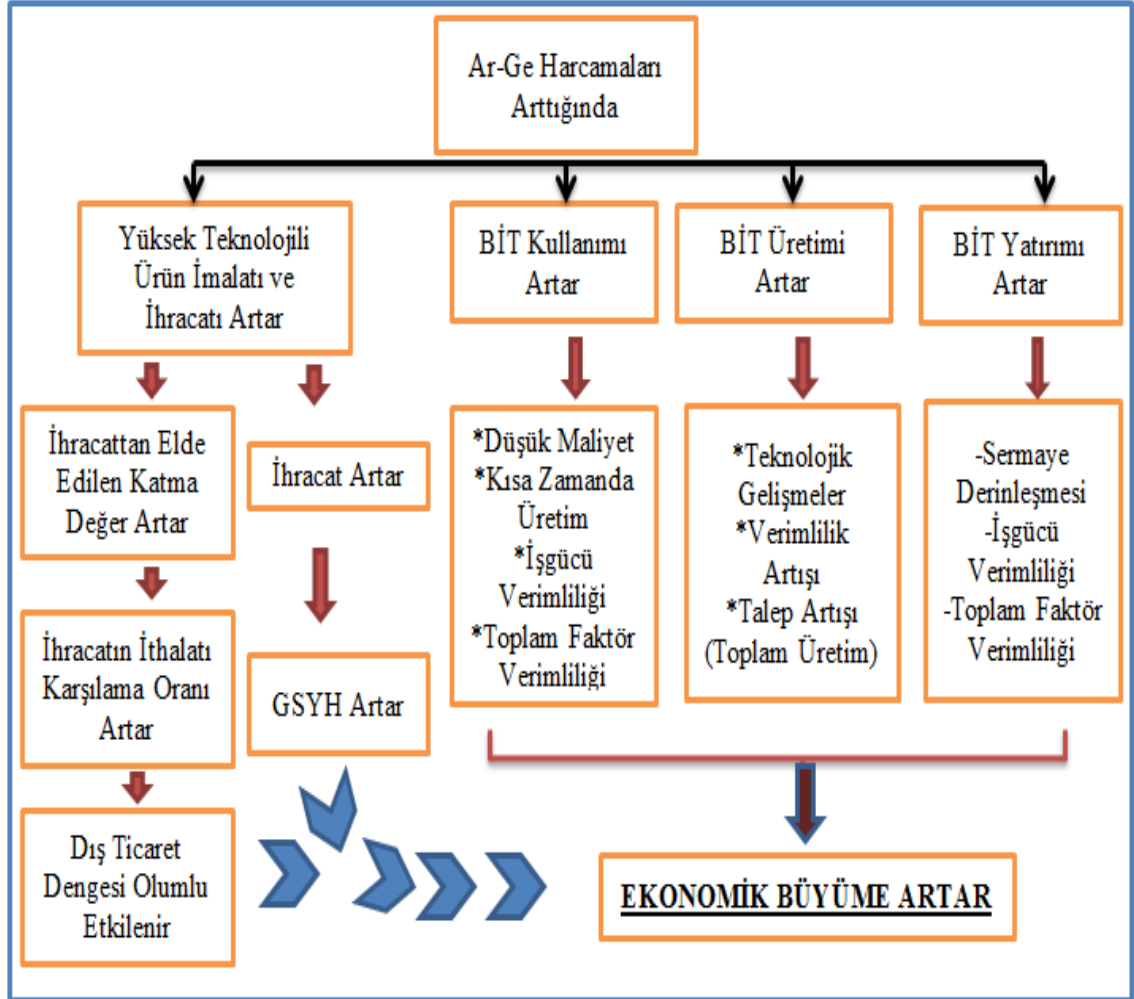 Ar-Ge Harcamaları
Arttığında
Yüksek Teknolojili
Ürün İmalatı ve
İhracatı Artar
BİT Kullanımı
Artar
BİT Üretimi
Artar
BİT Yatırımı
Artar
İhracattan Elde
Edilen Katma
Değer Artar
İhracat Artar
*Düşük Maliyet
*Kısa Zamanda
Üretim
*İşgücü
Verimliliği
*Toplam Faktör
Verimliliği
*Teknolojik
Gelişmeler
*Verimlilik
Artışı
*Talep Artışı
(Toplam Üretim)
-Sermaye
Derinleşmesi
-İşgücü
Verimliliği
-Toplam Faktör
Verimliliği
İhracatın İthalatı
Karşılama Oranı
Artar
GSYH Artar
Dış Ticaret
Dengesi Olumlu
Etkilenir
EKONOMİK BÜYÜME ARTAR